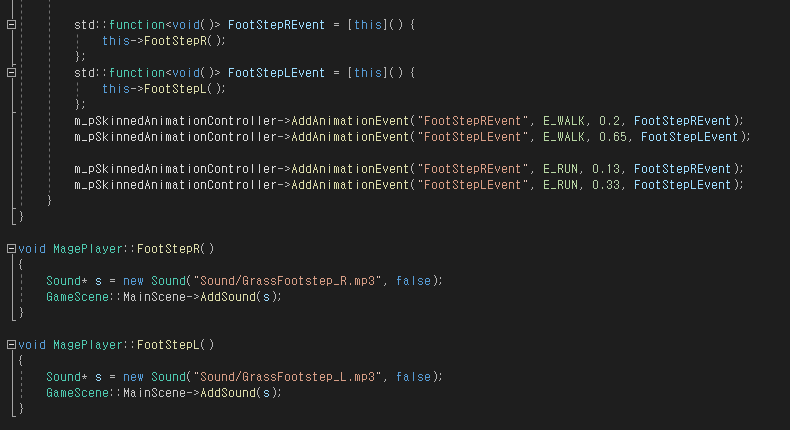 std::function<void()> FootStepREvent = [this]() {
this->FootStepR();
};
std::function<void()> FootStepLEvent = [this]() {
this->FootStepL();
};
m_pSkinnedAnimationController->AddAnimationEvent("FootStepREvent", E_WALK, 0.2, FootStepREvent);
m_pSkinnedAnimationController->AddAnimationEvent("FootStepLEvent", E_WALK, 0.65, FootStepLEvent);
m_pSkinnedAnimationController->AddAnimationEvent("FootStepREvent", E_RUN, 0.13, FootStepREvent);
m_pSkinnedAnimationController->AddAnimationEvent("FootStepLEvent", E_RUN, 0.33, FootStepLEvent);
}
}
void MagePlayer::FootStepR()
{
Sound* s = new Sound("Sound/GrassFootstep_R.mp3", false);
GameScene::MainScene->AddSound(s);
}
void MagePlayer::FootStepL()
{
Sound* s = new Sound("Sound/GrassFootstep_L.mp3", false);
GameScene::MainScene->AddSound(s);
}